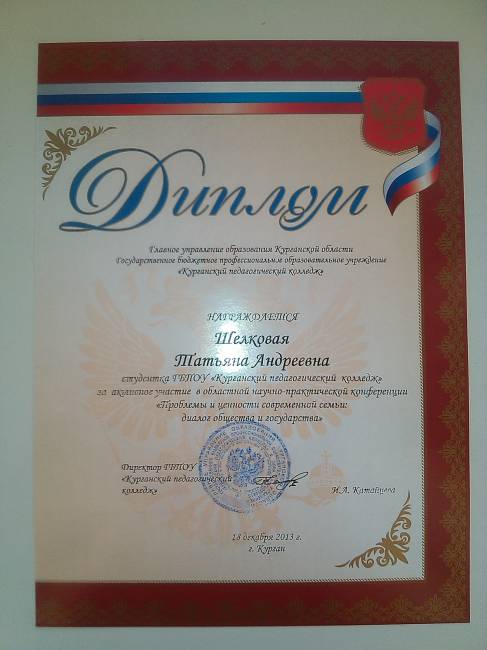 Диплом
Главное управление образования Курганской области
Государственное бюджетное профессиональное образовательное учреждение
«Курганский педагогический колледж»
НАГРАЖДАЕТСЯ
Шелковая
Татьяна Андреевна
студентка ГБПОУ «Курганский педагогический колледж»
за активное участие в областной научно-практической конференции
«Проблемы и ценности современной семьи:
диалог общества и государства»
Директор ГБПОУ
«Курганский педагогический
колледж»
Н.А. Катайцева
18 декабря 2013 г.
г. Курган